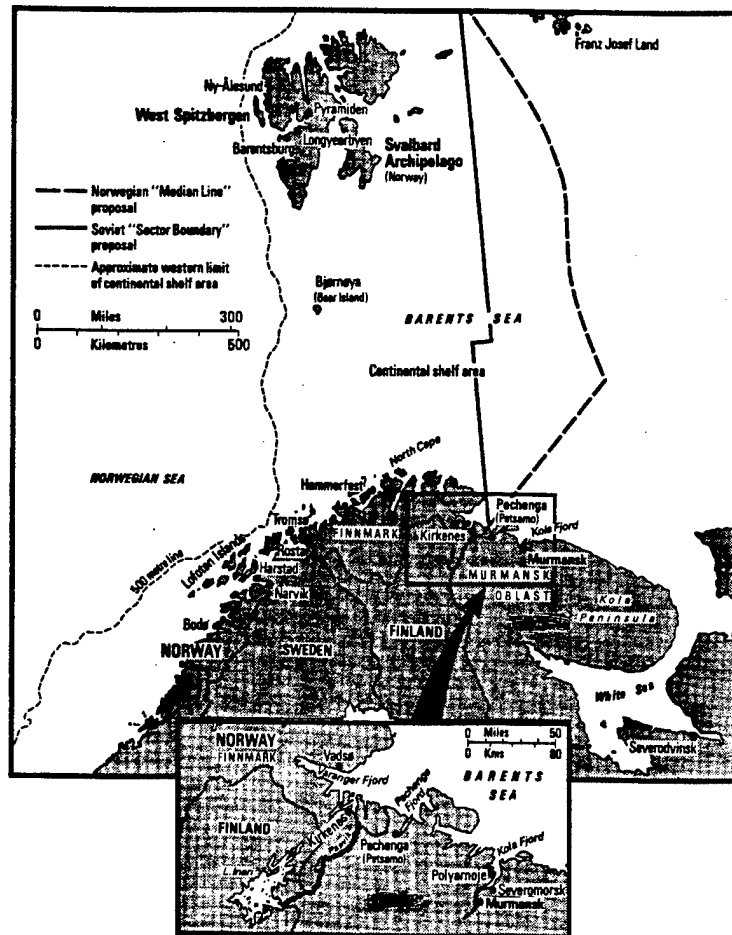 Franz Josef Land
Ny-Ålesund
Pyramiden
West Spitzbergen
Longyearbyen
Barentsburg
Svalbard
Archipelago
(Norway)
Norwegian "Median Line"
proposal
Soviet "Sector Boundary"
proposal
Approximate western limit
of continental shelf area
0 Miles 300
0 Kilometres 500
Bjørnøya
(Bear Island)
BARENTS SEA
Continental shelf area
NORWEGIAN SEA
North Cape
Hammerfest
Pechenga
(Petsamo)
Kola Fjord
Tromsø
FINNMARK
Kirkenes
Murmansk
500 metre line
Lofoten Islands
Harstad
MURMANSK
OBLAST
Narvik
Kola
Peninsula
Bodø
FINLAND
NORWAY
SWEDEN
White Sea
Severodvinsk
NORWAY
FINNMARK
0 Miles 50
0 Kms 80
Vadsø
Varanger Fjord
BARENTS
SEA
Pechenga
Fjord
FINLAND
Kirkenes
Pechenga
(Petsamo)
Kola Fjord
Polyarnoje
Severomorsk
Murmansk